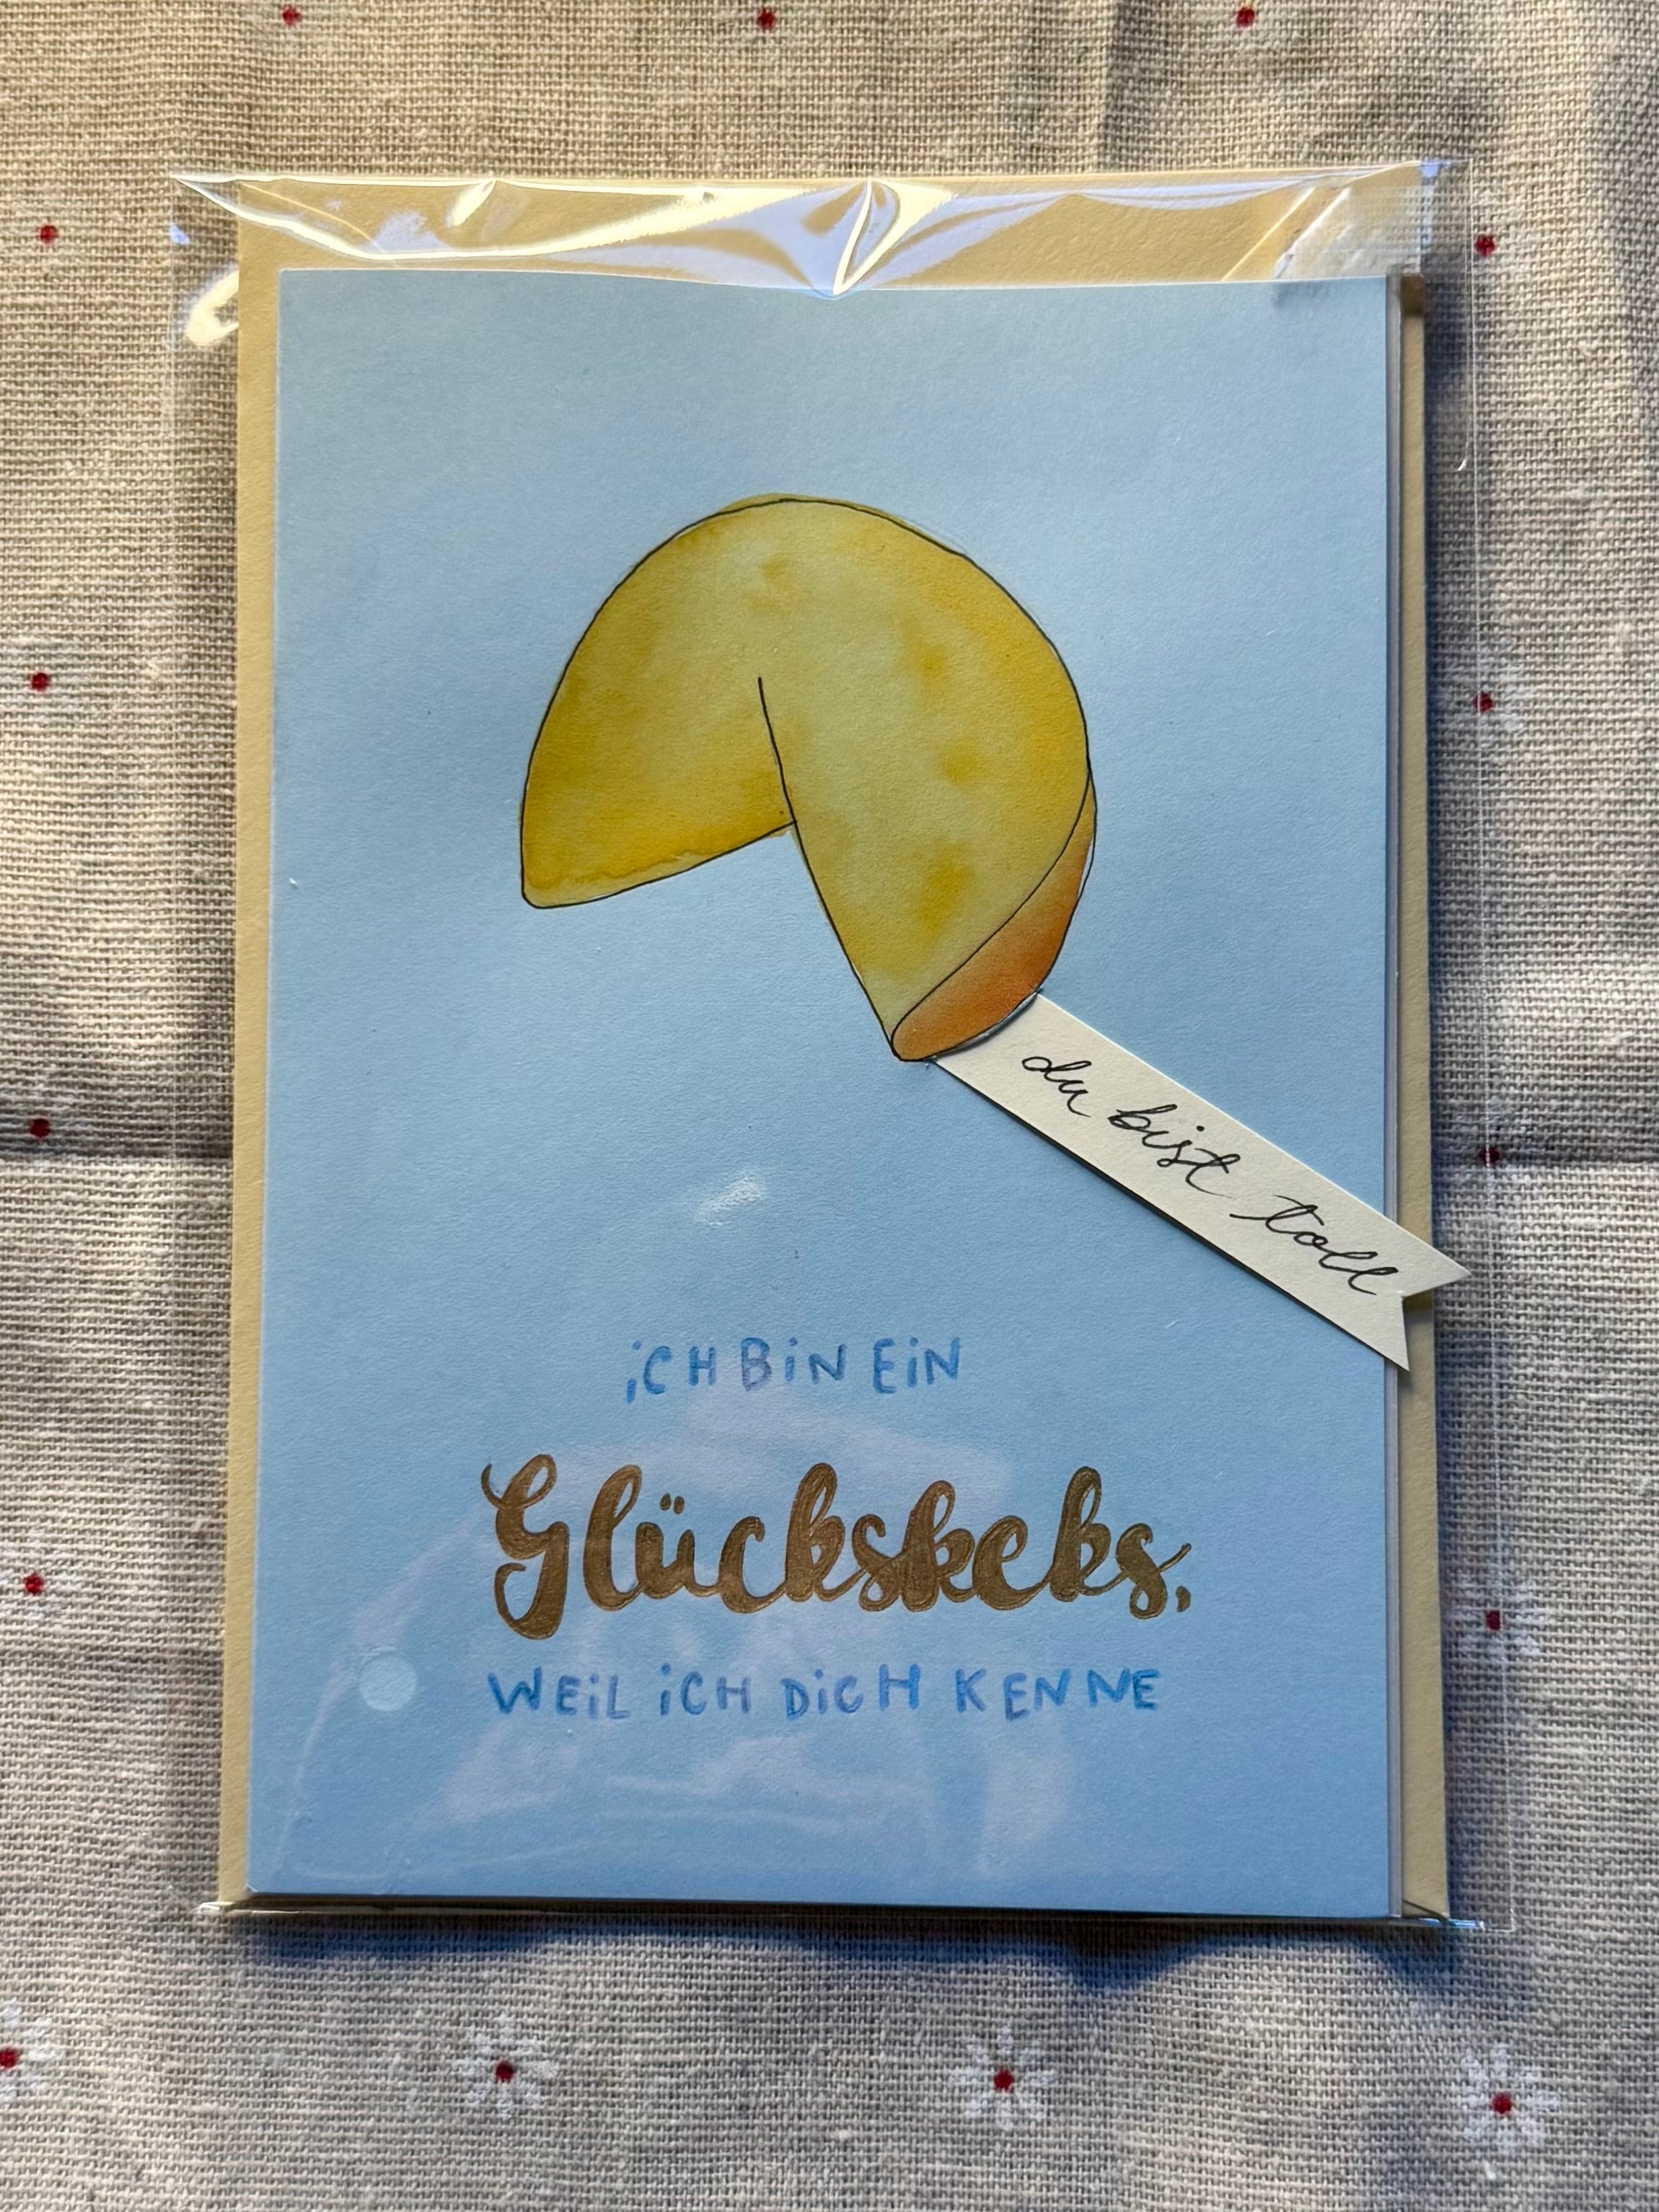 du bist toll
iCH BiN EiN
Glückskeks,
WEiL iCH DiCH KENNE